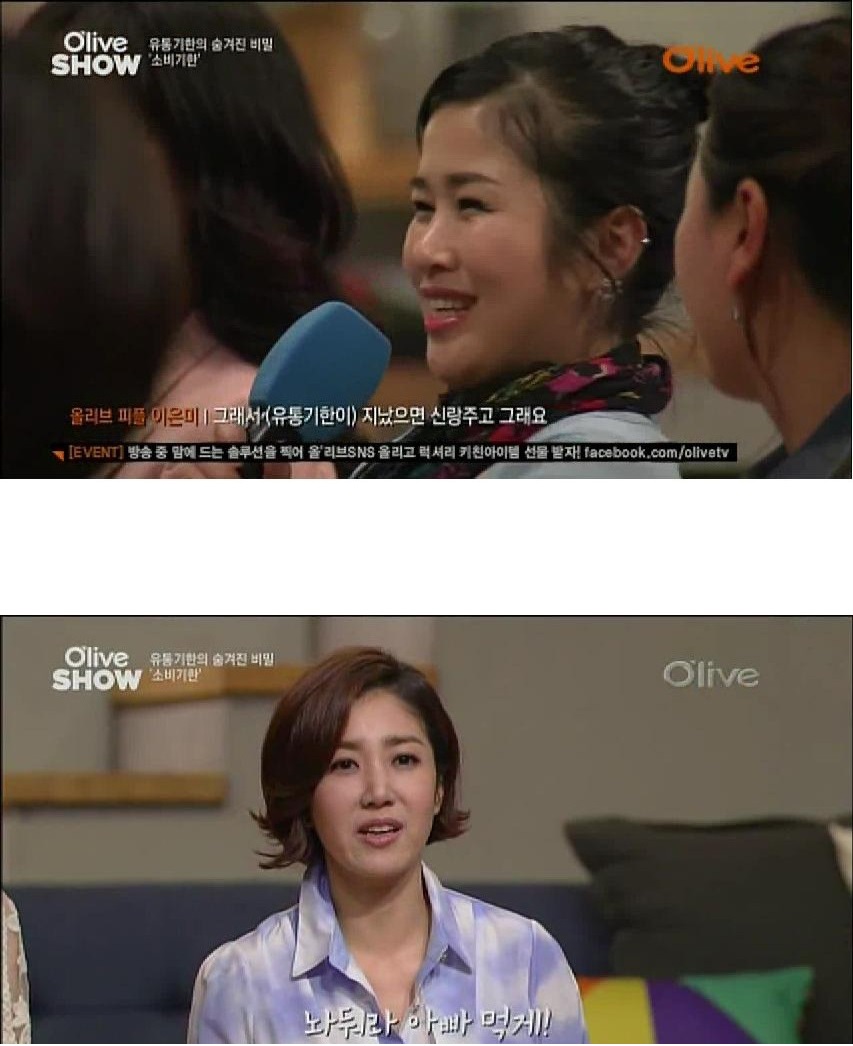 O'live
SHOW
유통기한의 숨겨진 비밀
'소비기한'
O'live
올리브 피플 이은미 | 그래서 (유통기한이) 지났으면 신랑주고 그래요
[EVENT] 방송 중 맘에 드는 솔루션을 찍어 올'리브SNS 올리고 럭셔리 키친아이템 선물 받자! facebook.com/olivetv
O'live
SHOW
유통기한의 숨겨진 비밀
'소비기한'
O'live
놔둬라 아빠 먹게!